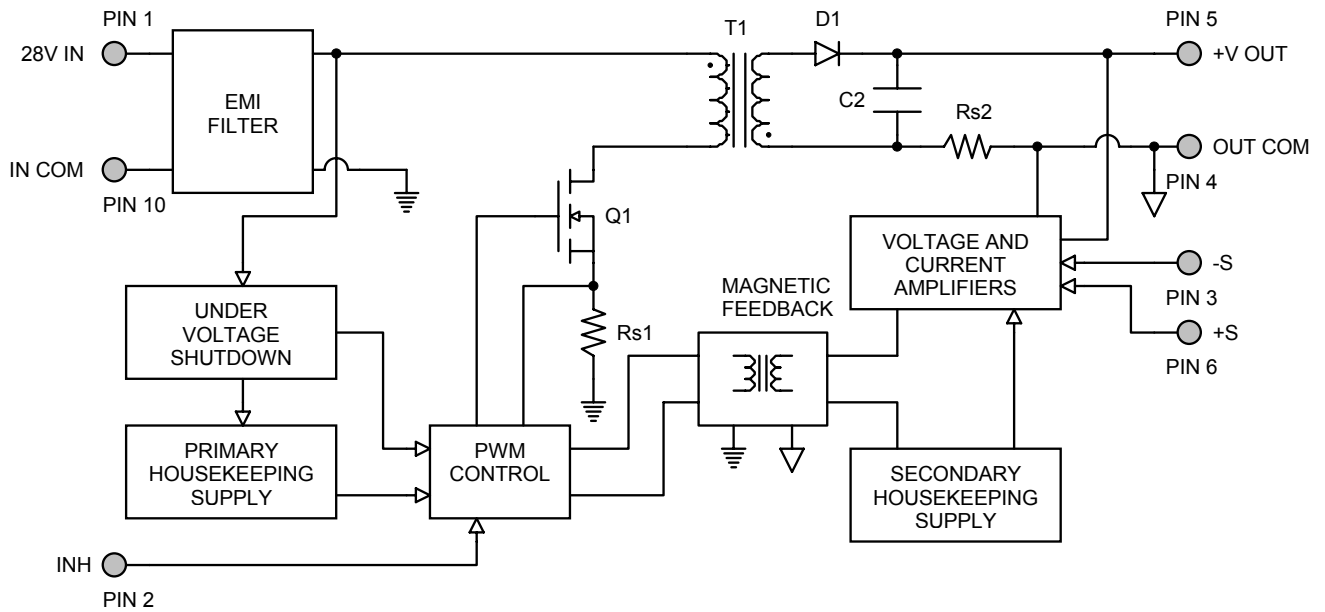 PIN 1
28V IN
EMI
FILTER
IN COM
PIN 10
T1
D1
C2
Rs2
PIN 5
+V OUT
OUT COM
PIN 4
Q1
VOLTAGE AND
CURRENT
AMPLIFIERS
-S
PIN 3
+S
PIN 6
UNDER
VOLTAGE
SHUTDOWN
Rs1
MAGNETIC
FEEDBACK
PRIMARY
HOUSEKEEPING
SUPPLY
PWM
CONTROL
SECONDARY
HOUSEKEEPING
SUPPLY
INH
PIN 2